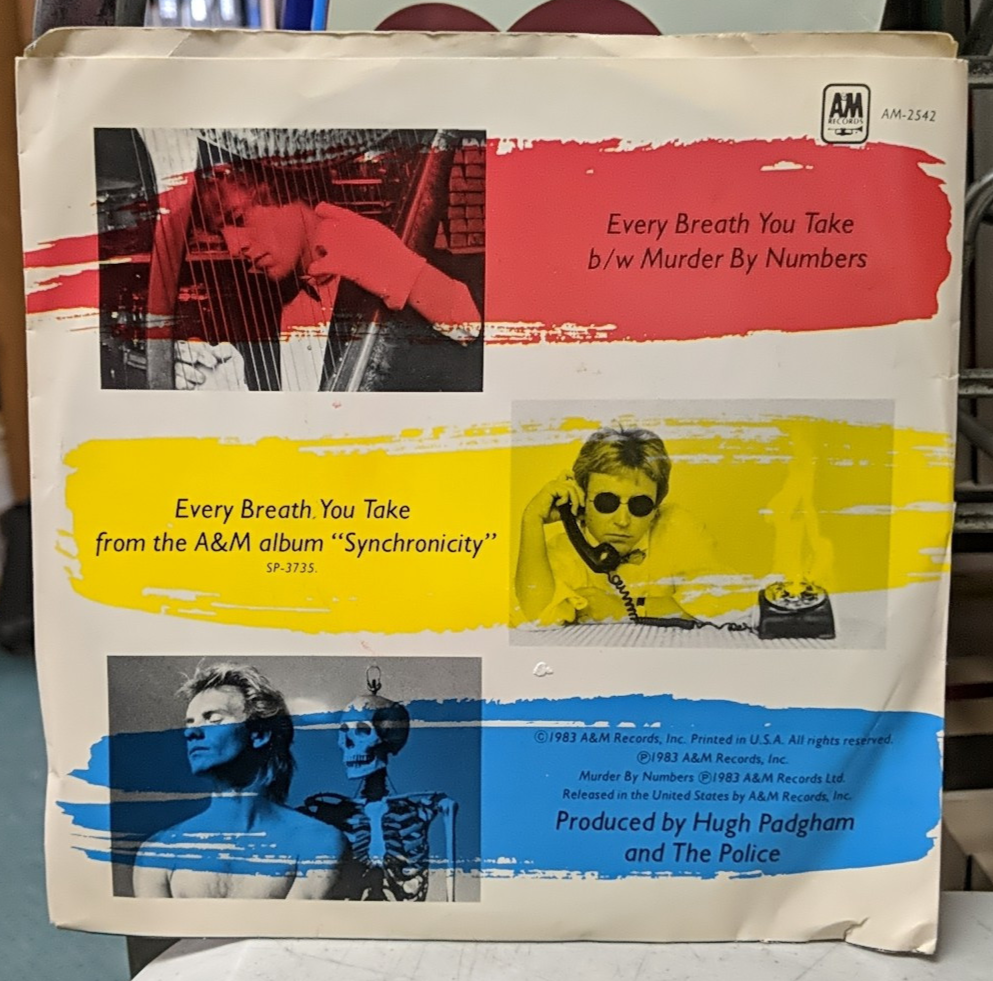 A&M
RECORDS
AM-2542
Every Breath You Take
b/w Murder By Numbers
Every Breath You Take
from the A&M album “Synchronicity”
SP-3735.
©1983 A&M Records, Inc. Printed in U.S.A. All rights reserved.
℗1983 A&M Records, Inc.
Murder By Numbers ℗1983 A&M Records Ltd.
Released in the United States by A&M Records, Inc.
Produced by Hugh Padgham
and The Police